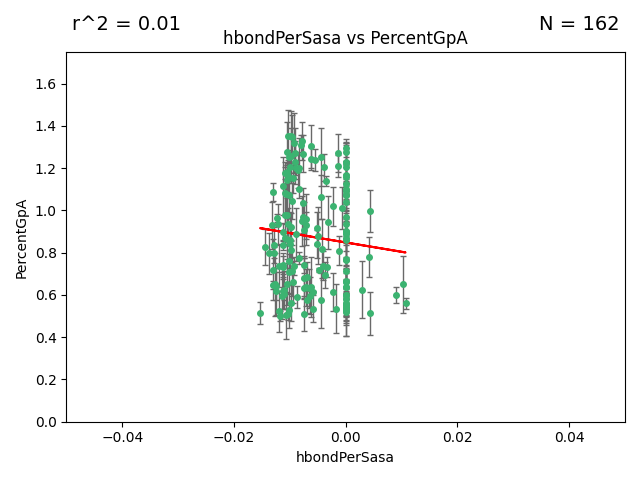 r^2 = 0.01
N = 162
hbondPerSasa vs PercentGpA
1.6
1.4
1.2
1.0
0.8
0.6
0.4
0.2
0.0
PercentGpA
−0.04
−0.02
0.00
0.02
0.04
hbondPerSasa